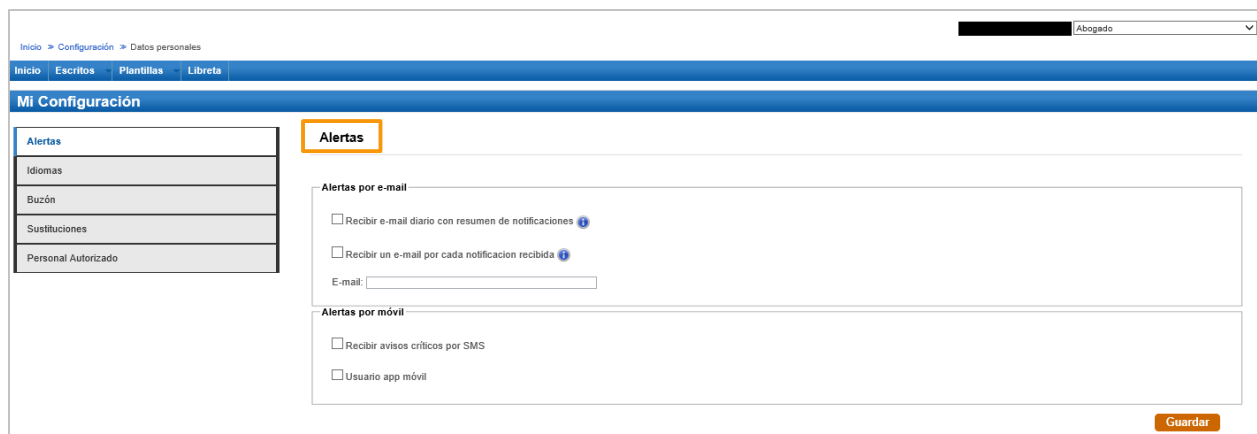 Abogado
Inicio » Configuración » Datos personales
Inicio Escritos Plantillas Libreta
Mi Configuración
Alertas
Idiomas
Buzón
Sustituciones
Personal Autorizado
Alertas
Alertas por e-mail
Recibir e-mail diario con resumen de notificaciones
Recibir un e-mail por cada notificacion recibida
E-mail:
Alertas por móvil
Recibir avisos críticos por SMS
Usuario app móvil
Guardar